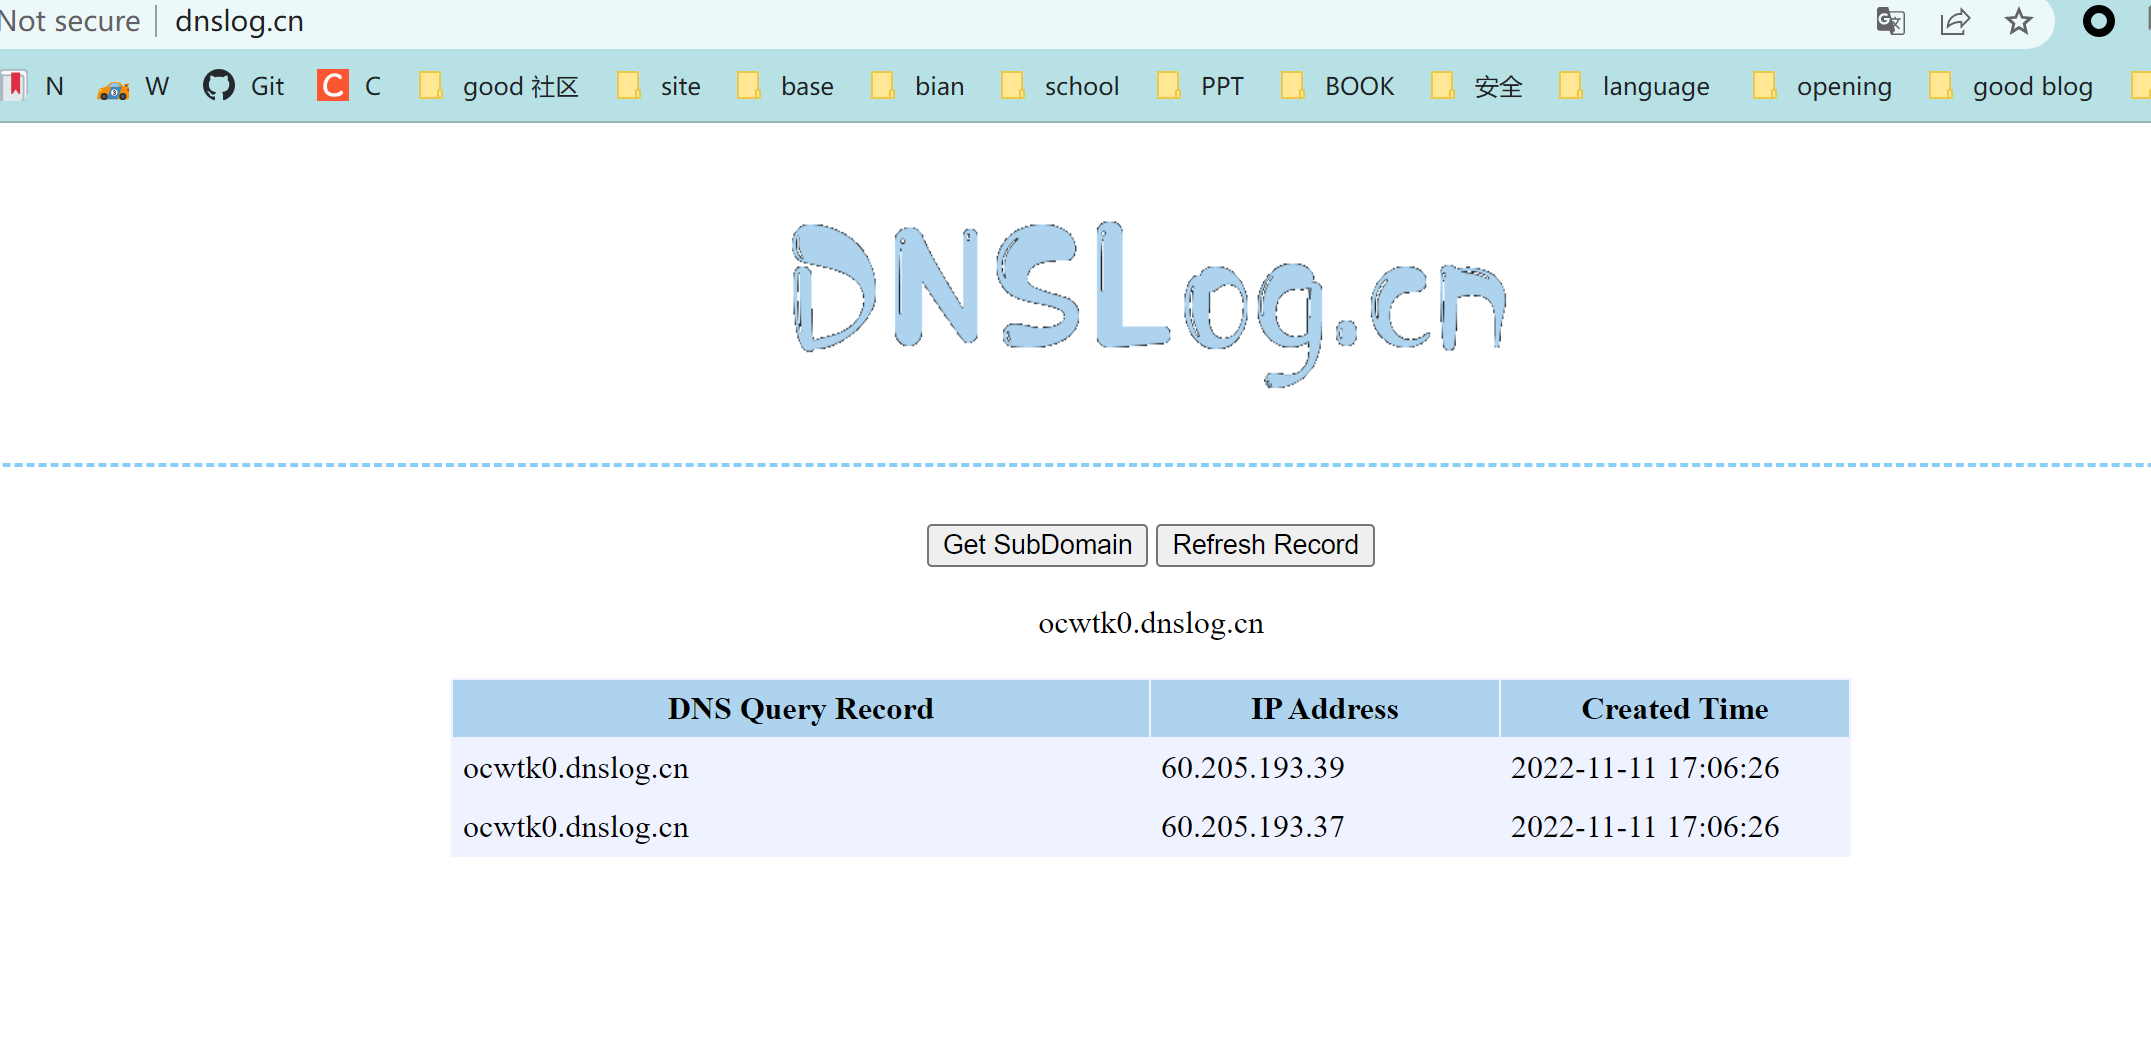 Not secure | dnslog.cn
N W Git C good 社区 site base bian school PPT BOOK 安全 language opening good blog
DNSLog.cn
Get SubDomain Refresh Record
ocwtk0.dnslog.cn
DNS Query Record IP Address Created Time
ocwtk0.dnslog.cn 60.205.193.39 2022-11-11 17:06:26
ocwtk0.dnslog.cn 60.205.193.37 2022-11-11 17:06:26